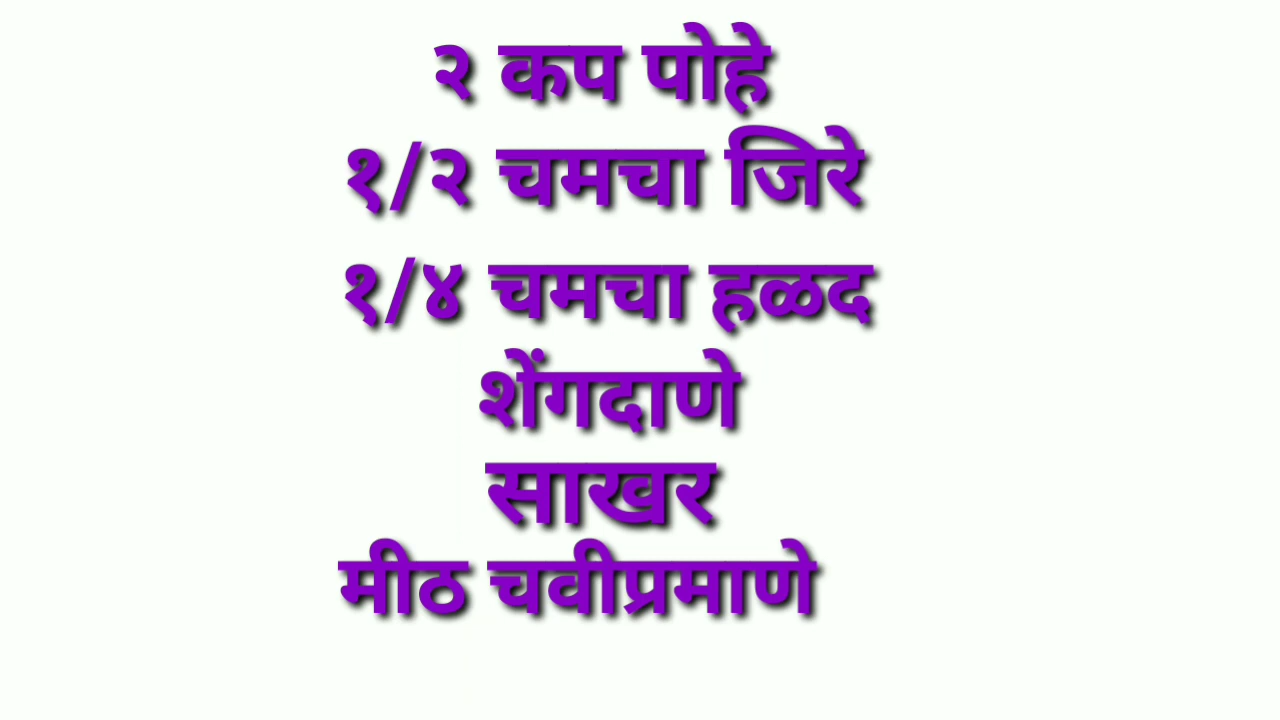 २ कप पोहे
१/२ चमचा जिरे
१/४ चमचा हळद
शेंगदाणे
साखर
मीठ चवीप्रमाणे